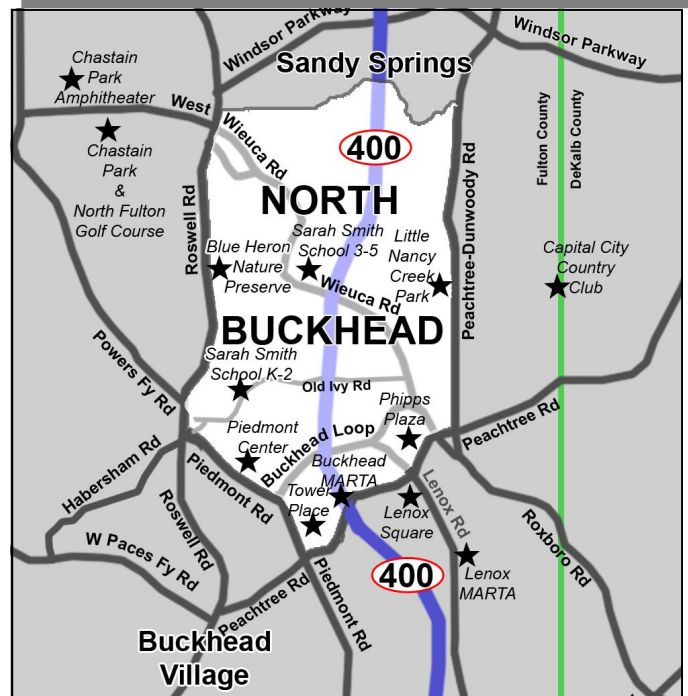 Windsor Parkway
Windsor Parkway
Sandy Springs
Chastain
Park
Amphitheater
West
Wieuca Rd
400
Fulton County
DeKalb County
Chastain
Park
&
North Fulton
Golf Course
Roswell Rd
NORTH
Peachtree-Dunwoody Rd
Sarah Smith
School 3-5
Little
Nancy
Creek
Park
Blue Heron
Nature
Preserve
Capital City
Country
Club
Wieuca Rd
BUCKHEAD
Powers Fy Rd
Sarah Smith
School K-2
Old Ivy Rd
Phipps
Plaza
Peachtree Rd
Piedmont
Center
Buckhead Loop
Habersham Rd
Piedmont Rd
Buckhead
MARTA
Tower
Place
Lenox
Square
Lenox Rd
Roswell Rd
W Paces Fy Rd
Roxboro Rd
Lenox
MARTA
400
Peachtree Rd
Piedmont Rd
Buckhead
Village